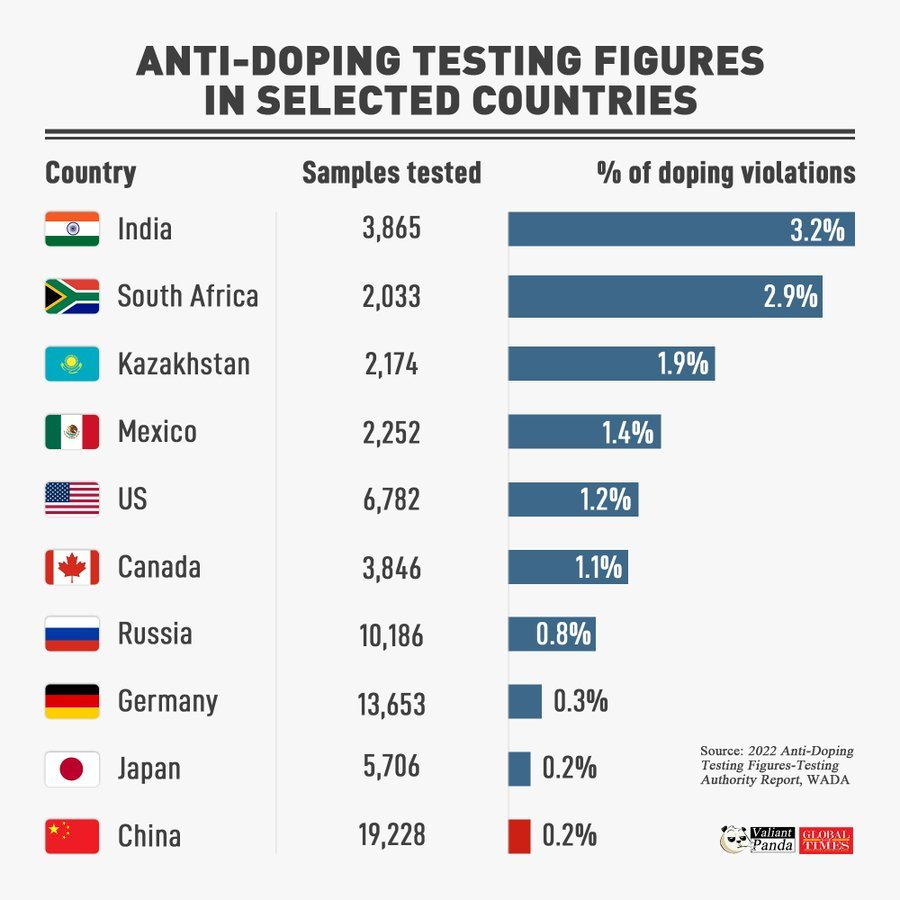 ANTI-DOPING TESTING FIGURES
IN SELECTED COUNTRIES
Country Samples tested % of doping violations
India 3,865 3.2%
South Africa 2,033 2.9%
Kazakhstan 2,174 1.9%
Mexico 2,252 1.4%
US 6,782 1.2%
Canada 3,846 1.1%
Russia 10,186 0.8%
Germany 13,653 0.3%
Japan 5,706 0.2%
China 19,228 0.2%
Source: 2022 Anti-Doping
Testing Figures-Testing
Authority Report, WADA
Valiant
Panda
GLOBAL
TIMES